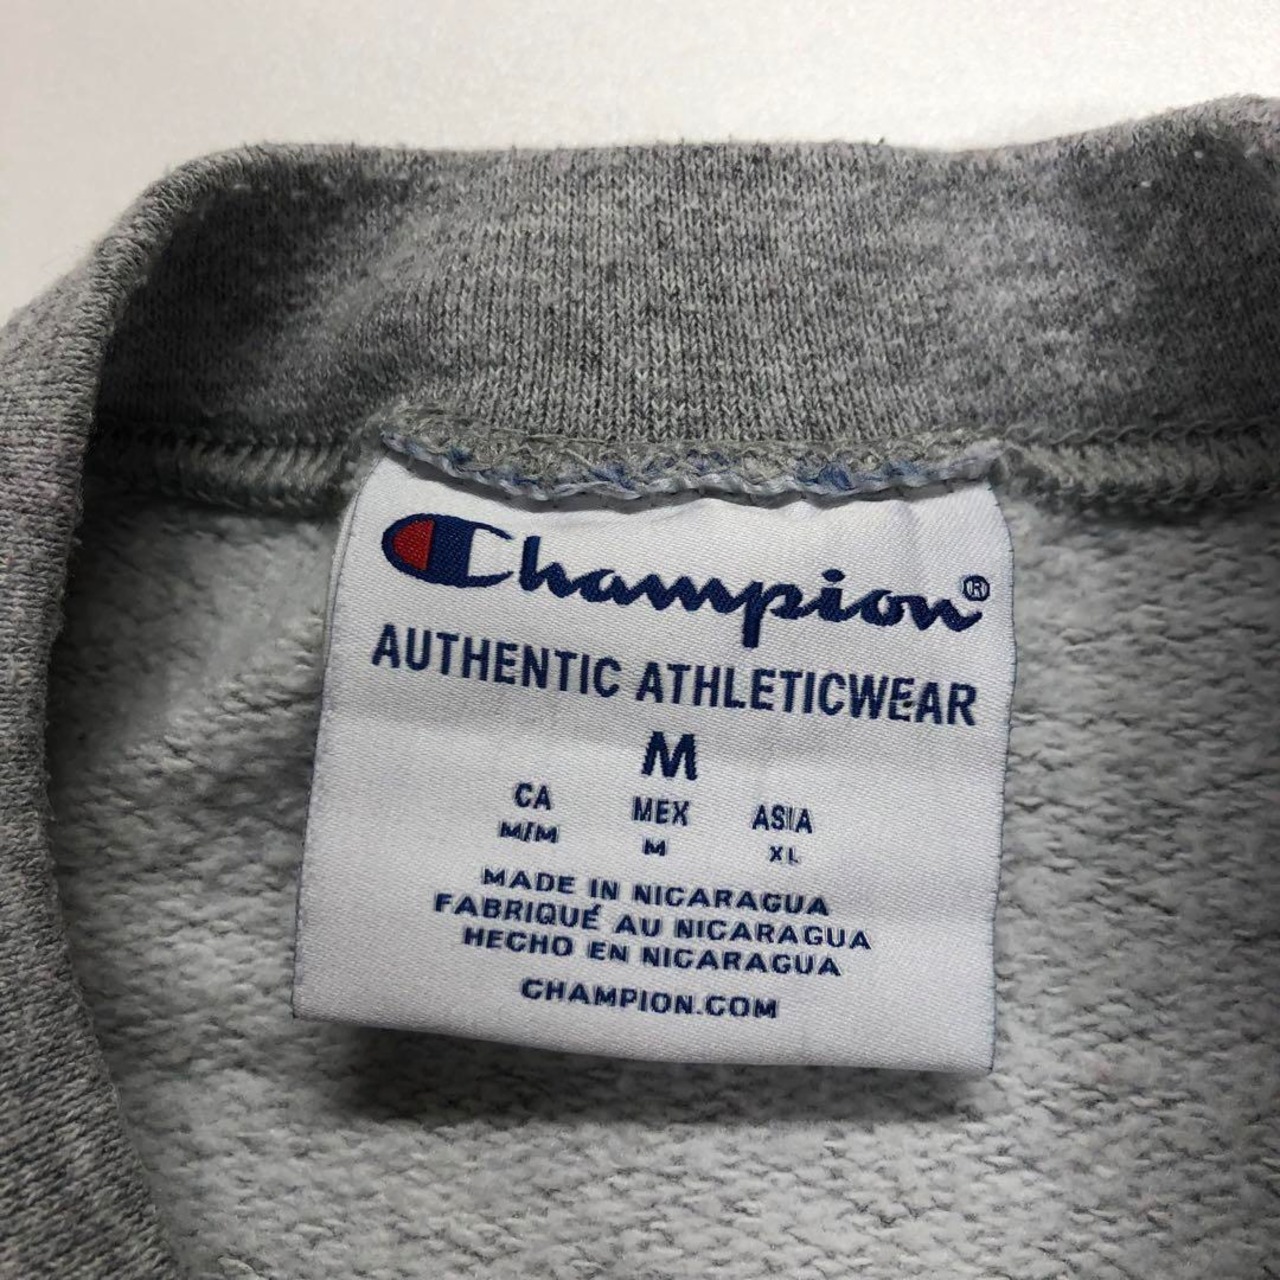 Champion®
AUTHENTIC ATHLETICWEAR
M
CA MEX ASIA
M/M M XL
MADE IN NICARAGUA
FABRIQUÉ AU NICARAGUA
HECHO EN NICARAGUA
CHAMPION.COM